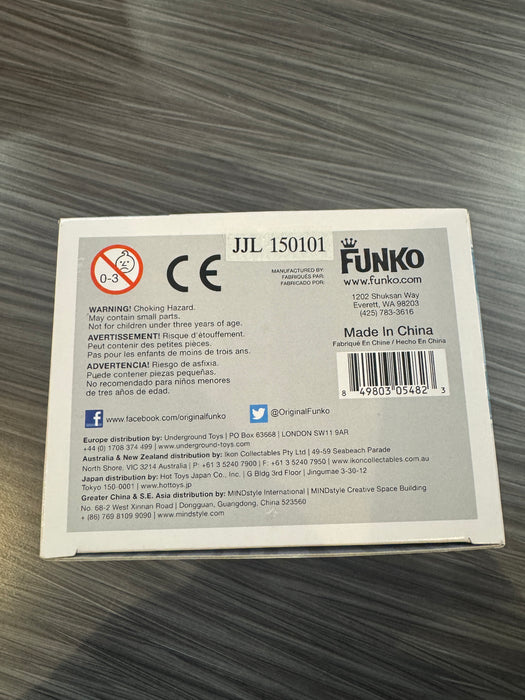 JJL 150101
0-3
CE
MANUFACTURED BY:
FABRIQUÉS PAR:
FABRICADO POR:
FUNKO
www.funko.com
1202 Shuksan Way
Everett, WA 98203
(425) 783-3616
WARNING! Choking Hazard.
May contain small parts.
Not for children under three years of age.
AVERTISSEMENT! Risque d'étouffement.
Peut contenir des petites pièces.
Pas pour les enfants de moins de trois ans.
ADVERTENCIA! Riesgo de asfixia.
Puede contener piezas pequeñas.
No recomendado para niños menores
de tres años de edad.
Made In China
Fabriqué En Chine / Hecho En China
8 49803 05482 3
f www.facebook.com/originalfunko
@OriginalFunko
Europe distribution by: Underground Toys | PO Box 63568 | LONDON SW11 9AR
+44 (0) 1708 374 499 | www.underground-toys.com
Australia & New Zealand distribution by: Ikon Collectables Pty Ltd | 49-59 Seabeach Parade
North Shore, VIC 3214 Australia | P: +61 3 5240 7900 | F: +61 3 5240 7950 | www.ikoncollectables.com.au
Japan distribution by: Hot Toys Japan Co., Inc. | G Bldg 3rd Floor | Jingumae 3-30-12
Tokyo 150-0001 | www.hottoys.jp
Greater China & S.E. Asia distribution by: MINDstyle International | MINDstyle Creative Space Building
No. 68-2 West Xinnan Road | Dongguan, Guangdong, China 523560
+ (86) 769 8109 9090 | www.mindstyle.com